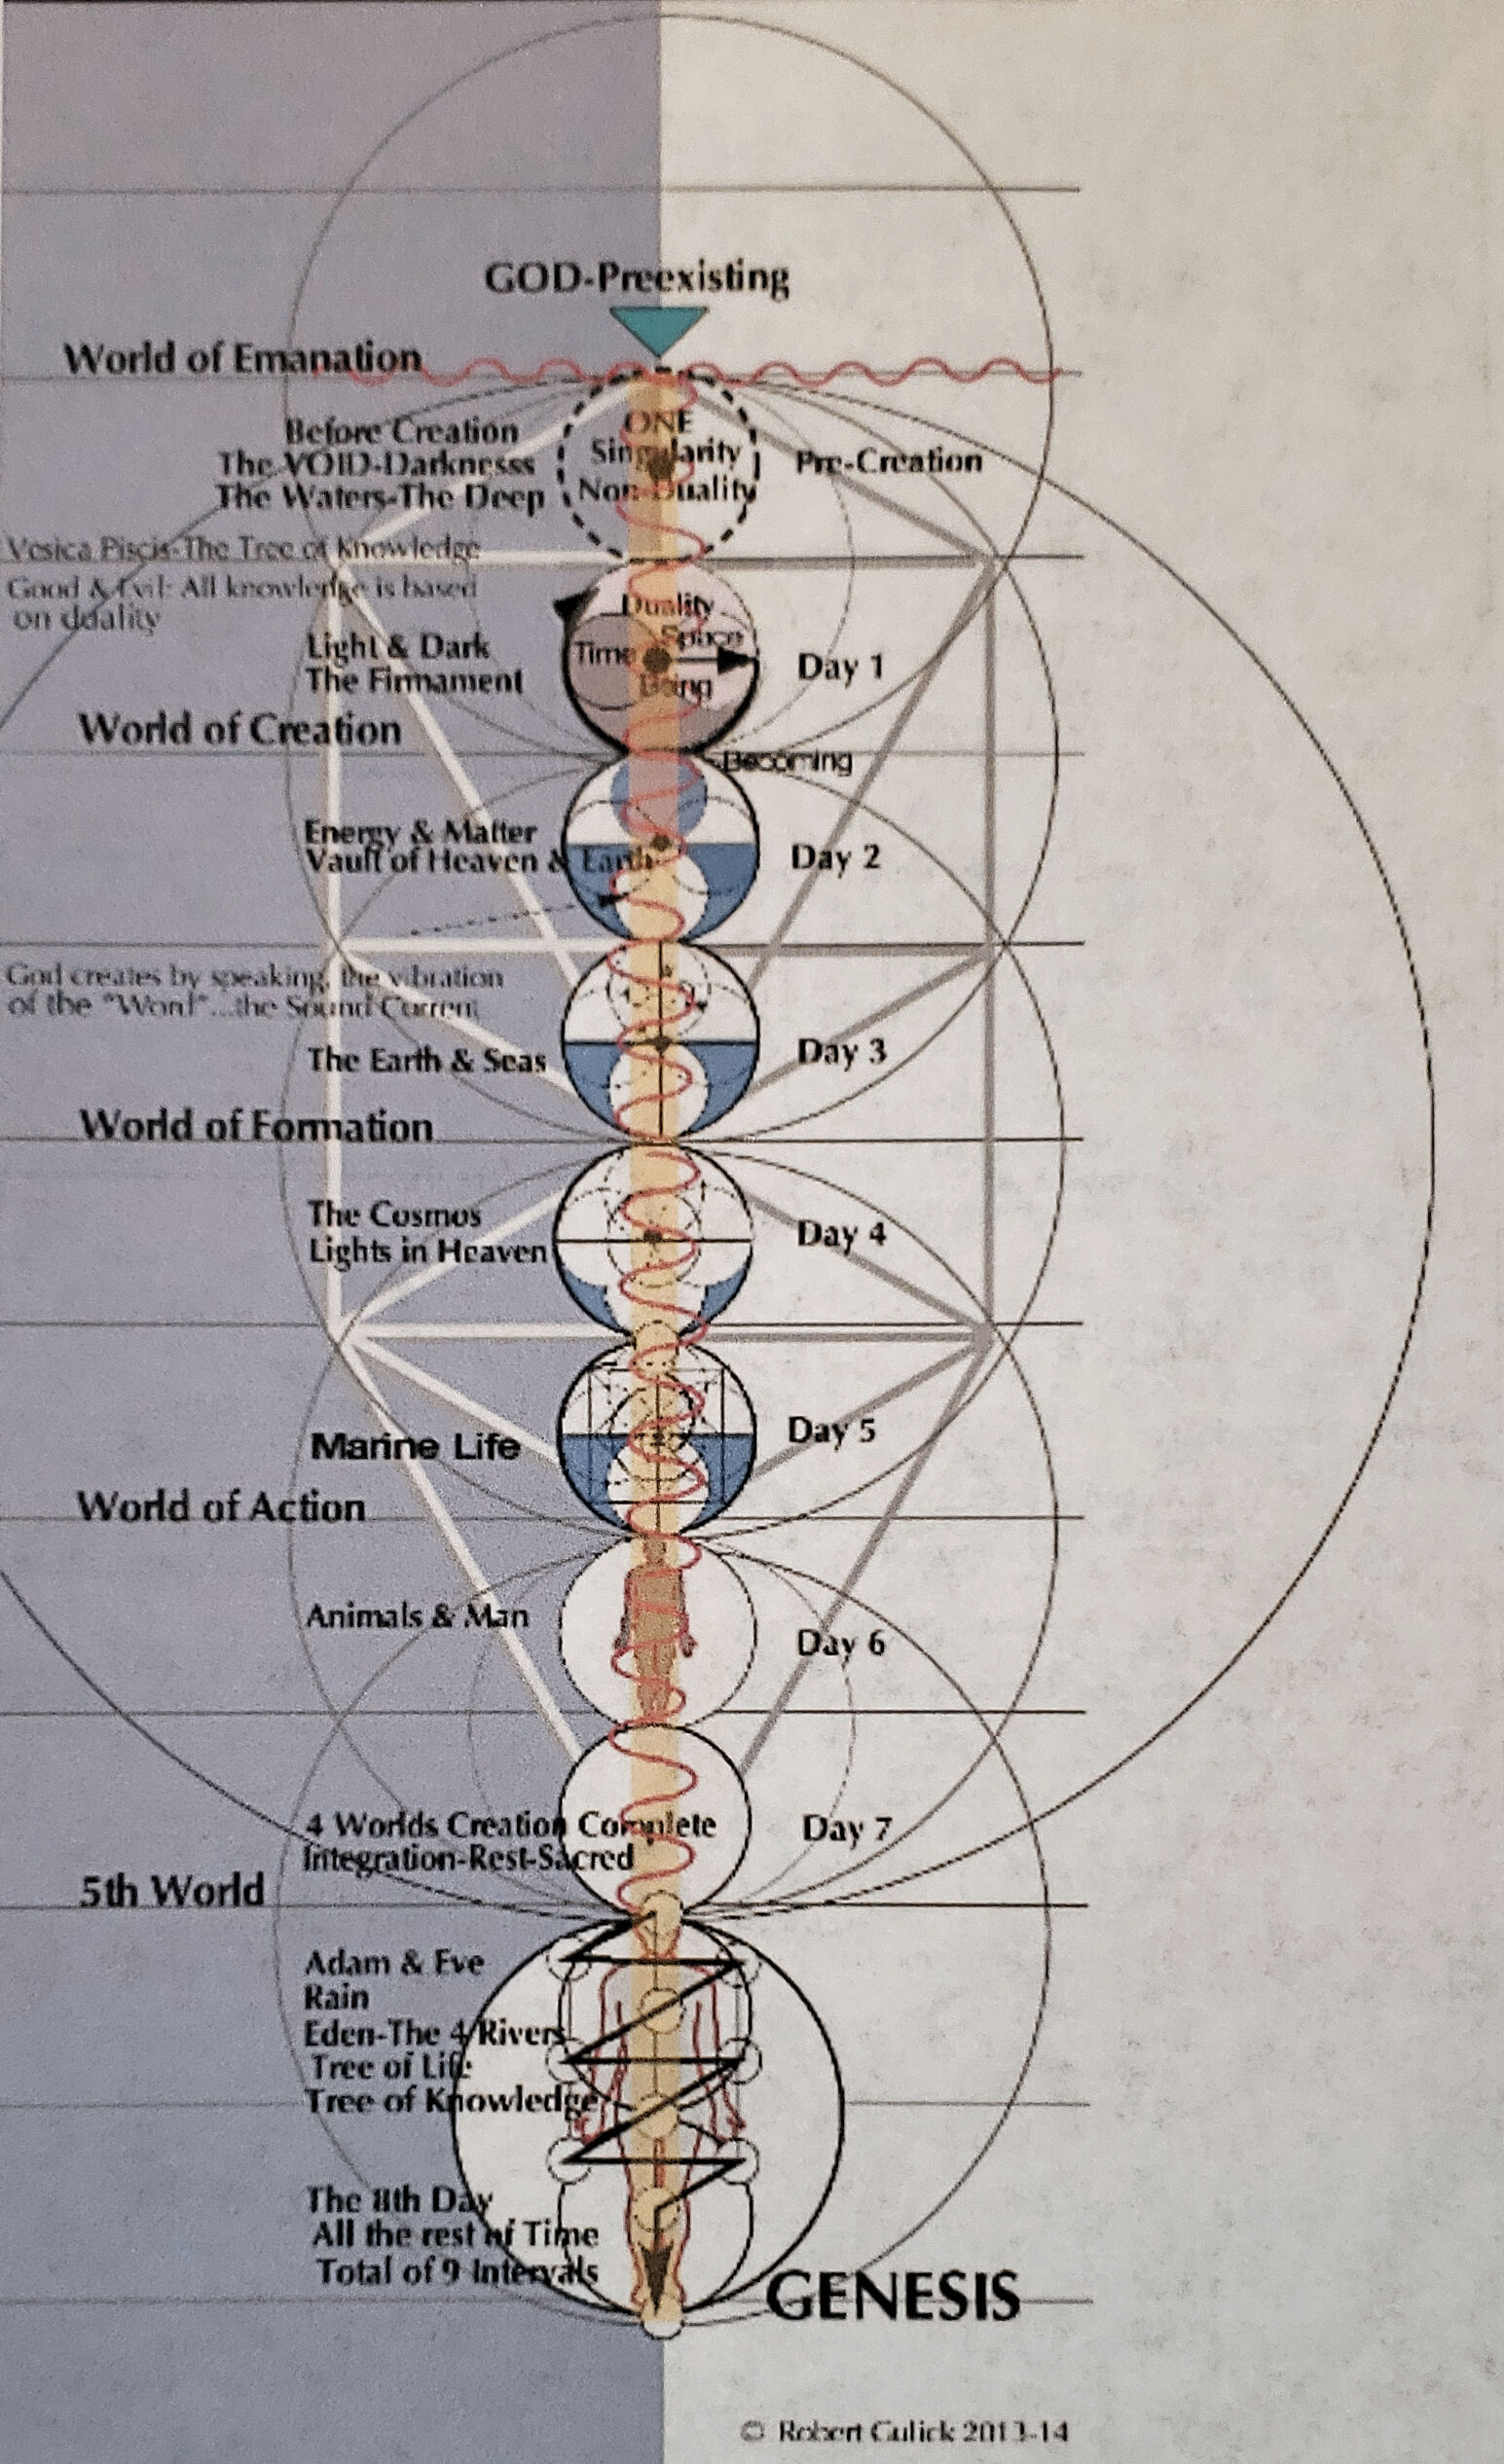 GOD-Preexisting
World of Emanation
Before Creation
The VOID-Darknesss
The Waters-The Deep
ONE
Singularity
Non-Duality
Pre-Creation
Vesica Piscis-The Tree of Knowledge
Good & Evil: All knowledge is based
on duality
Light & Dark
The Firmament
Duality
Space
Time
Being
Day 1
World of Creation
Becoming
Energy & Matter
Vault of Heaven & Earth
Day 2
God creates by speaking, the vibration
of the "Word"...the Sound Current
The Earth & Seas
Day 3
World of Formation
The Cosmos
Lights in Heaven
Day 4
Marine Life
Day 5
World of Action
Animals & Man
Day 6
4 Worlds Creation Complete
Integration-Rest-Sacred
Day 7
5th World
Adam & Eve
Rain
Eden-The 4 Rivers
Tree of Life
Tree of Knowledge
The 8th Day
All the rest of Time
Total of 9 Intervals
GENESIS
© Robert Gulick 2013-14